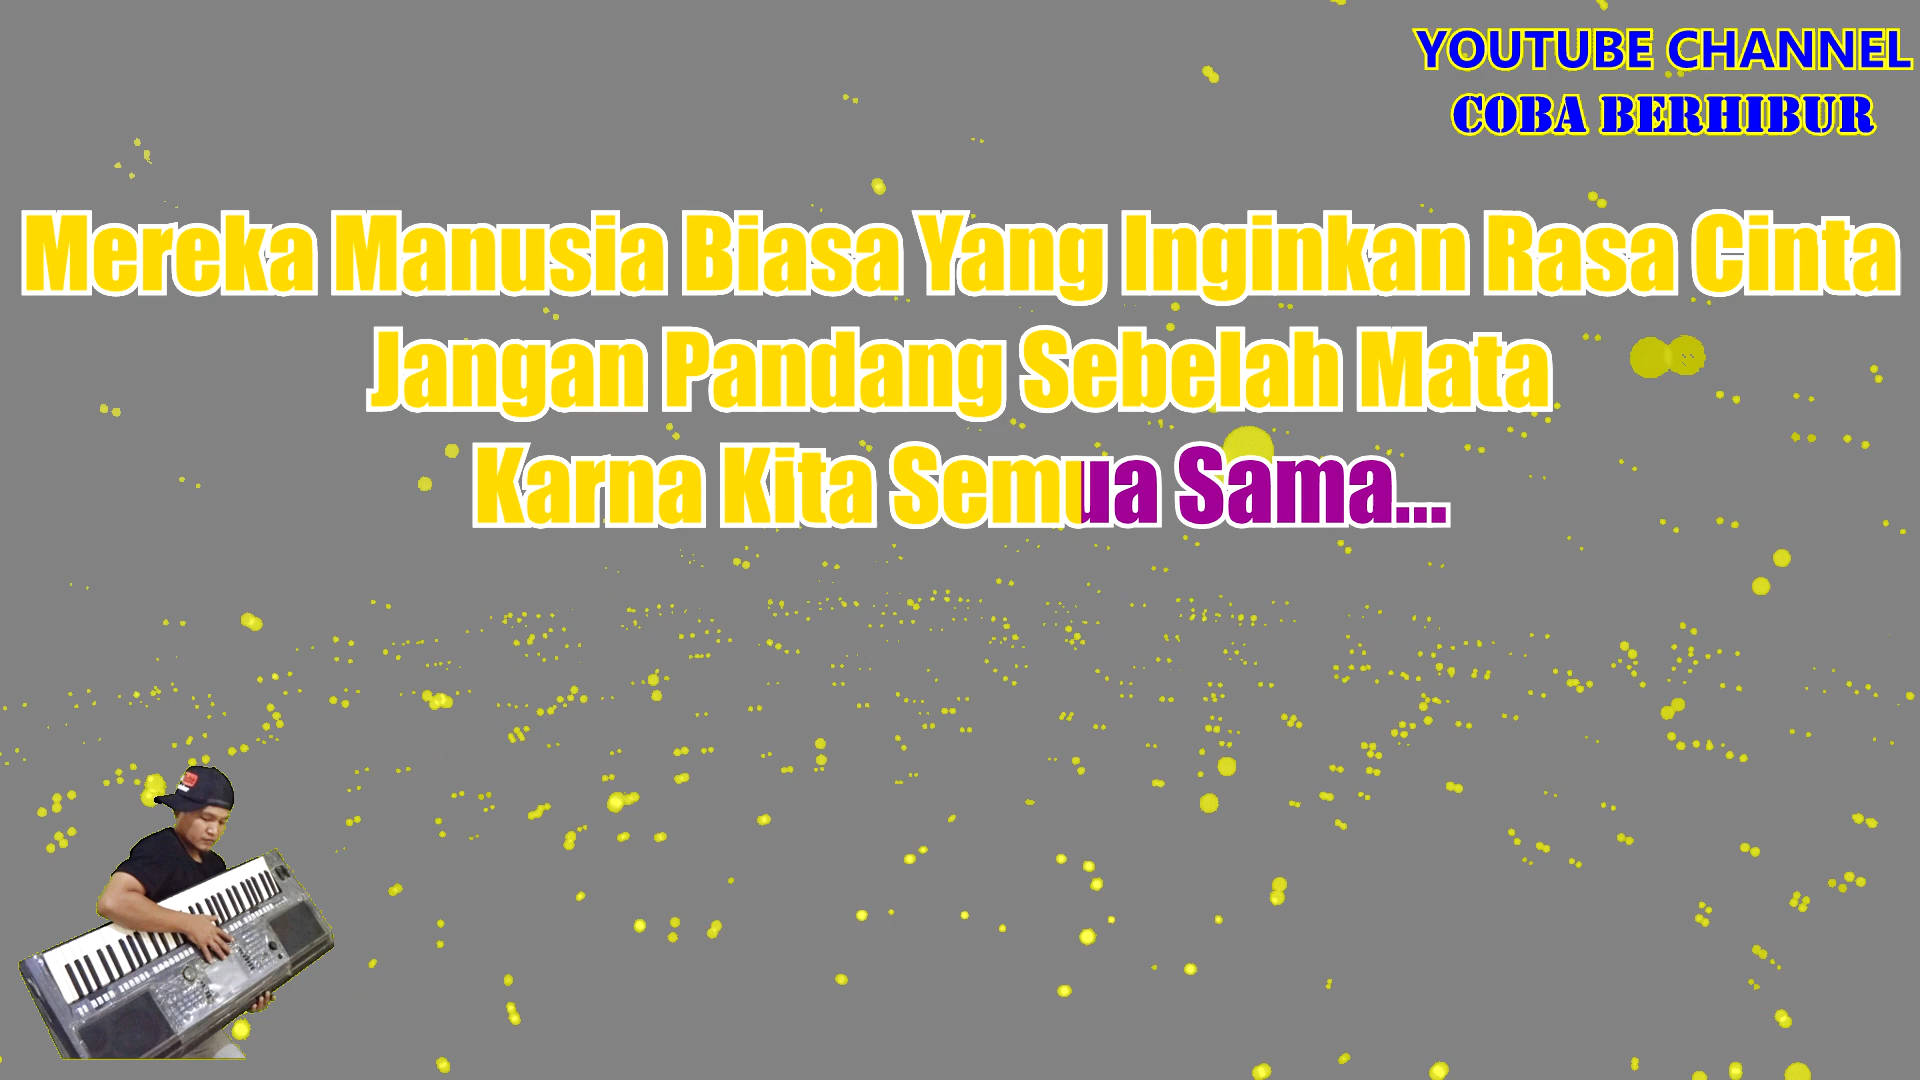 YOUTUBE CHANNEL
COBA BERHIBUR
Mereka Manusia Biasa Yang Inginkan Rasa Cinta
Jangan Pandang Sebelah Mata
Karna Kita Semua Sama...